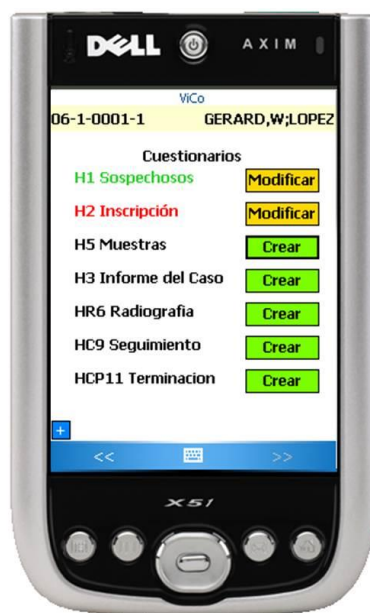 DELL AXIM
ViCo
06-1-0001-1 GERARD,W;LOPEZ
Cuestionarios
H1 Sospechosos Modificar
H2 Inscripción Modificar
H5 Muestras Crear
H3 Informe del Caso Crear
HR6 Radiografia Crear
HC9 Seguimiento Crear
HCP11 Terminacion Crear
+
<< >>
X51